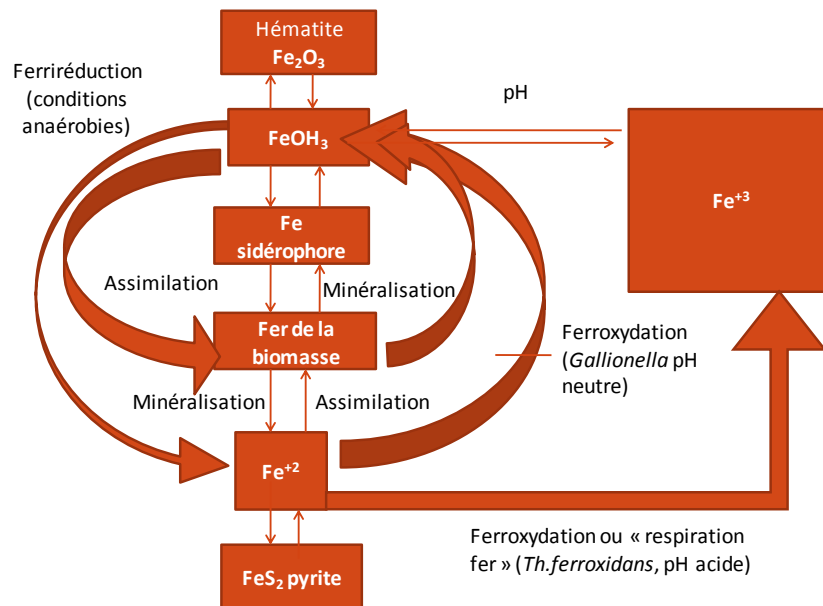 Hématite
Fe₂O₃
Ferriréduction
(conditions
anaérobies)
pH
FeOH₃
Fe⁺³
Fe
sidérophore
Assimilation
Minéralisation
Fer de la
biomasse
Ferroxydation
(Gallionella pH
neutre)
Minéralisation
Assimilation
Fe⁺²
Ferroxydation ou « respiration
fer » (Th.ferroxidans, pH acide)
FeS₂ pyrite